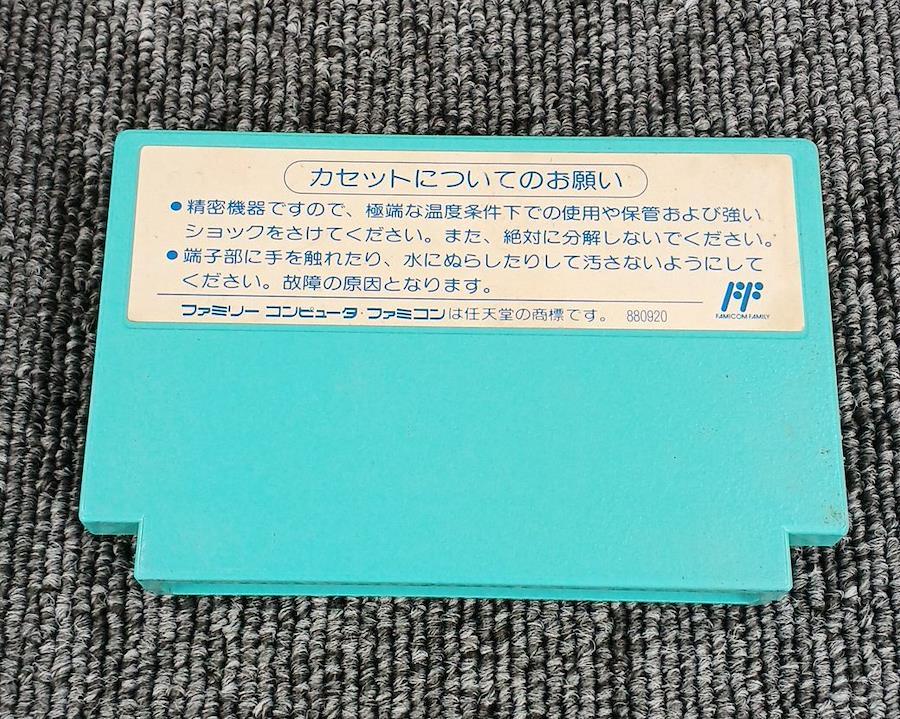 カセットについてのお願い
●精密機器ですので、極端な温度条件下での使用や保管および強い
ショックをさけてください。また、絶対に分解しないでください。
●端子部に手を触れたり、水にぬらしたりして汚さないようにして
ください。故障の原因となります。
ファミリー コンピュータ・ファミコンは任天堂の商標です。 880920
FAMICOM FAMILY